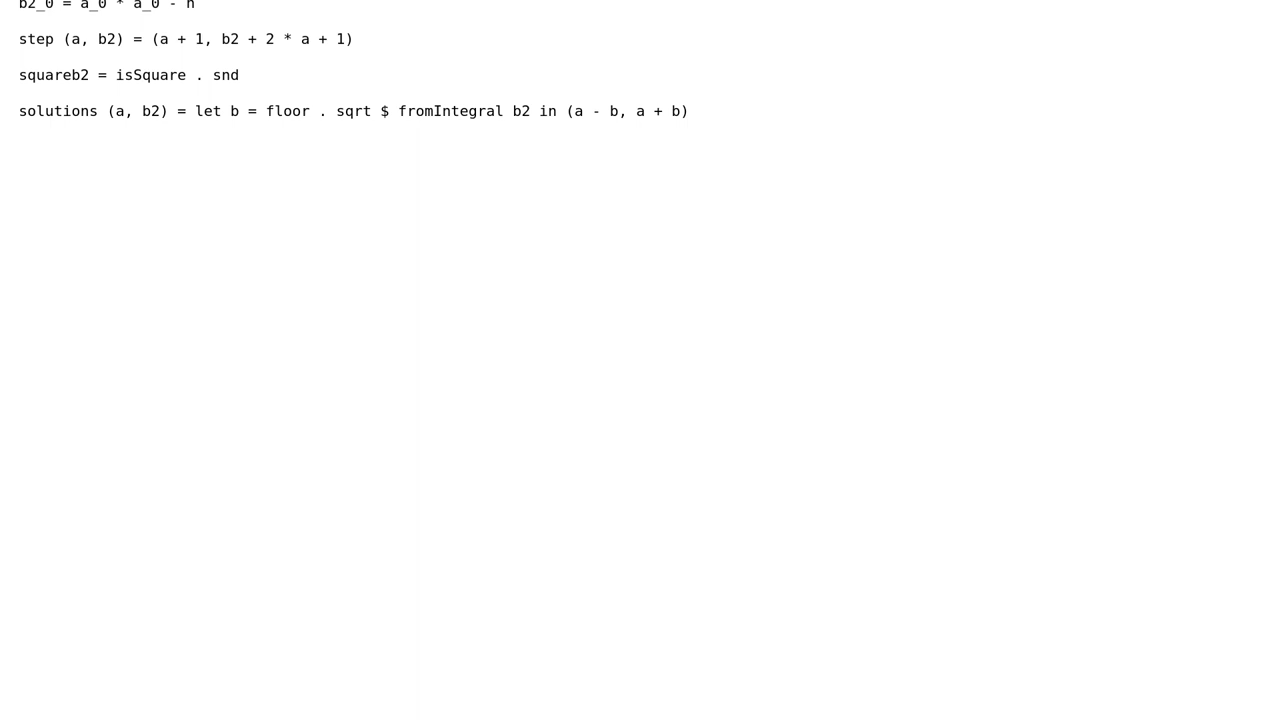 b2_0 = a_0 * a_0 - n
step (a, b2) = (a + 1, b2 + 2 * a + 1)
squareb2 = isSquare . snd
solutions (a, b2) = let b = floor . sqrt $ fromIntegral b2 in (a - b, a + b)